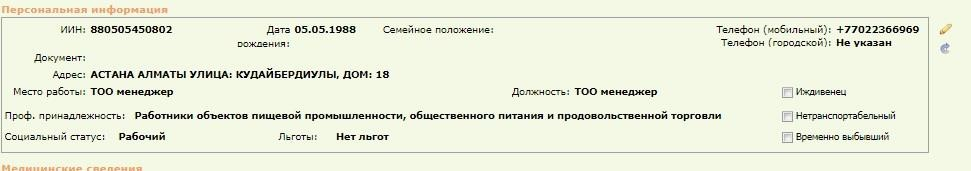 Персональная информация
ИИН: 880505450802 Дата 05.05.1988 Семейное положение: Телефон (мобильный): +77022366969
рождения: Телефон (городской): Не указан
Документ:
Адрес: АСТАНА АЛМАТЫ УЛИЦА: КУДАЙБЕРДИУЛЫ, ДОМ: 18
Место работы: ТОО менеджер Должность: ТОО менеджер Иждивенец
Проф. принадлежность: Работники объектов пищевой промышленности, общественного питания и продовольственной торговли Нетранспортабельный
Социальный статус: Рабочий Льготы: Нет льгот Временно выбывший
Медицинские сведения